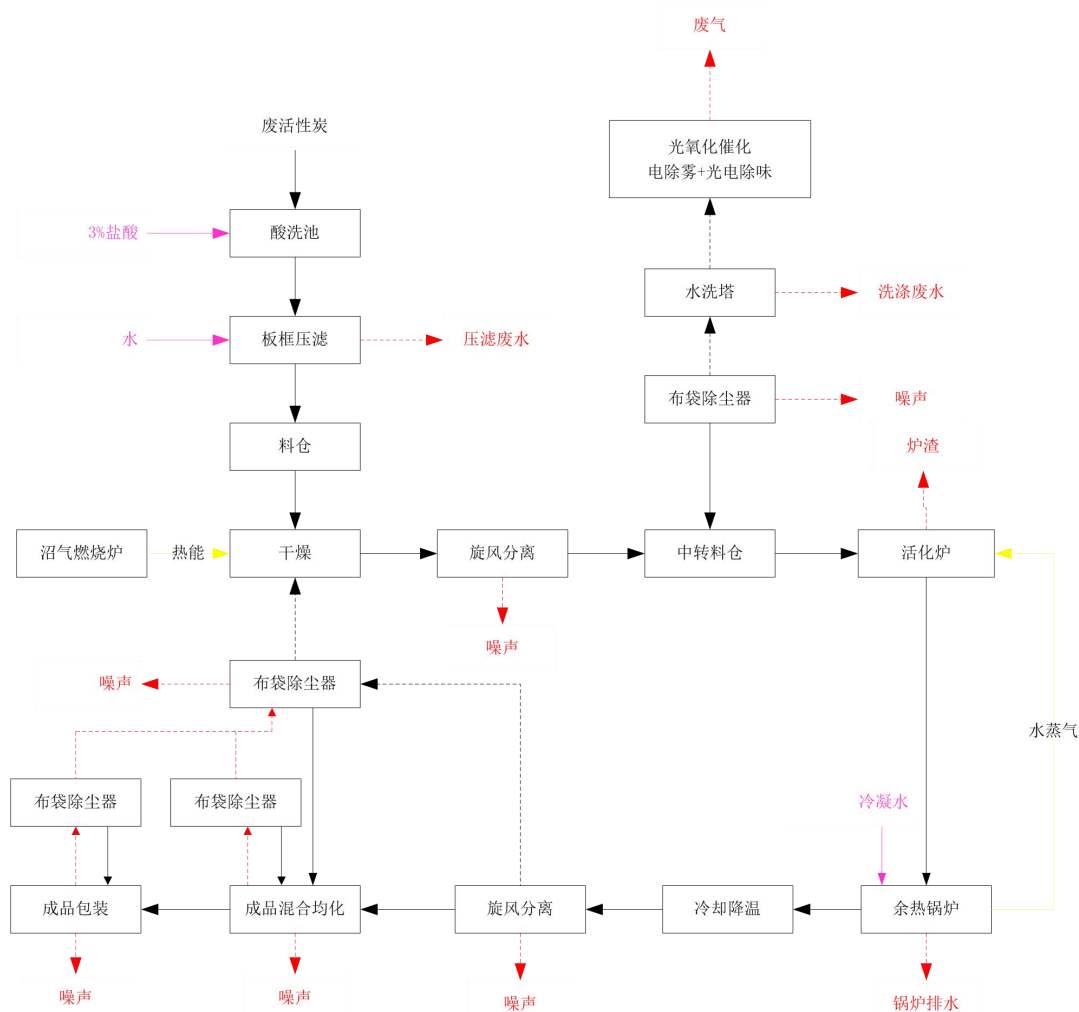 废气
废活性炭
光氧化催化
电除雾+光电除味
3%盐酸
酸洗池
水洗塔
洗涤废水
水
板框压滤
压滤废水
布袋除尘器
噪声
料仓
炉渣
沼气燃烧炉
热能
干燥
旋风分离
中转料仓
活化炉
噪声
噪声
布袋除尘器
水蒸气
布袋除尘器
布袋除尘器
冷凝水
成品包装
成品混合均化
旋风分离
冷却降温
余热锅炉
噪声
噪声
噪声
锅炉排水